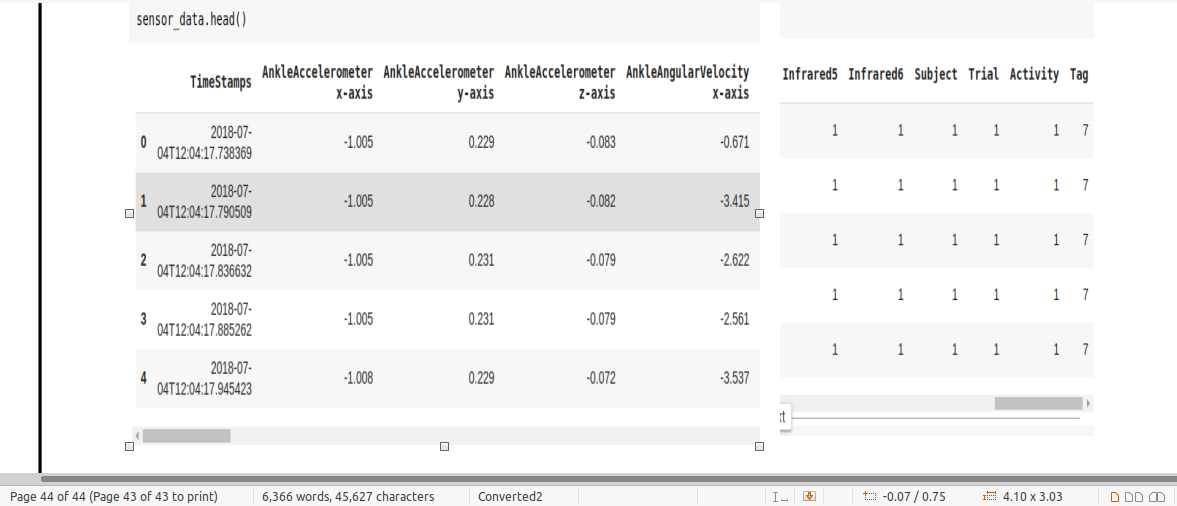 sensor_data.head()
TimeStamps AnkleAccelerometer x-axis AnkleAccelerometer y-axis AnkleAccelerometer z-axis AnkleAngularVelocity x-axis
0 2018-07-04T12:04:17.738369 -1.005 0.229 -0.083 -0.671
1 2018-07-04T12:04:17.790509 -1.005 0.228 -0.082 -3.415
2 2018-07-04T12:04:17.836632 -1.005 0.231 -0.079 -2.622
3 2018-07-04T12:04:17.885262 -1.005 0.231 -0.079 -2.561
4 2018-07-04T12:04:17.945423 -1.008 0.229 -0.072 -3.537
Infrared5 Infrared6 Subject Trial Activity Tag
1 1 1 1 1 7
1 1 1 1 1 7
1 1 1 1 1 7
1 1 1 1 1 7
1 1 1 1 1 7
Page 44 of 44 (Page 43 of 43 to print) 6,366 words, 45,627 characters Converted2 -0.07 / 0.75 4.10 x 3.03